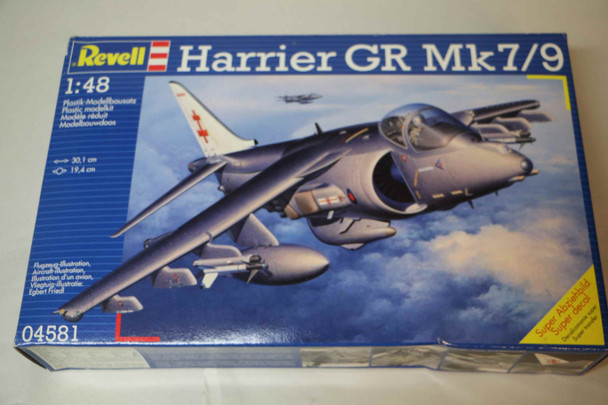 Revell
Harrier GR Mk7/9
1:48
Plastik-Modellbausatz
Plastic modelkit
Modèle réduit
Modelbouwdoos
30,1 cm
19,4 cm
Flugzeug-Illustration,
Aircraft-illustration,
Illustration d'un avion,
Vliegtuig-illustratie:
Egbert Friedl
04581
Super Abziehbild
Super decal